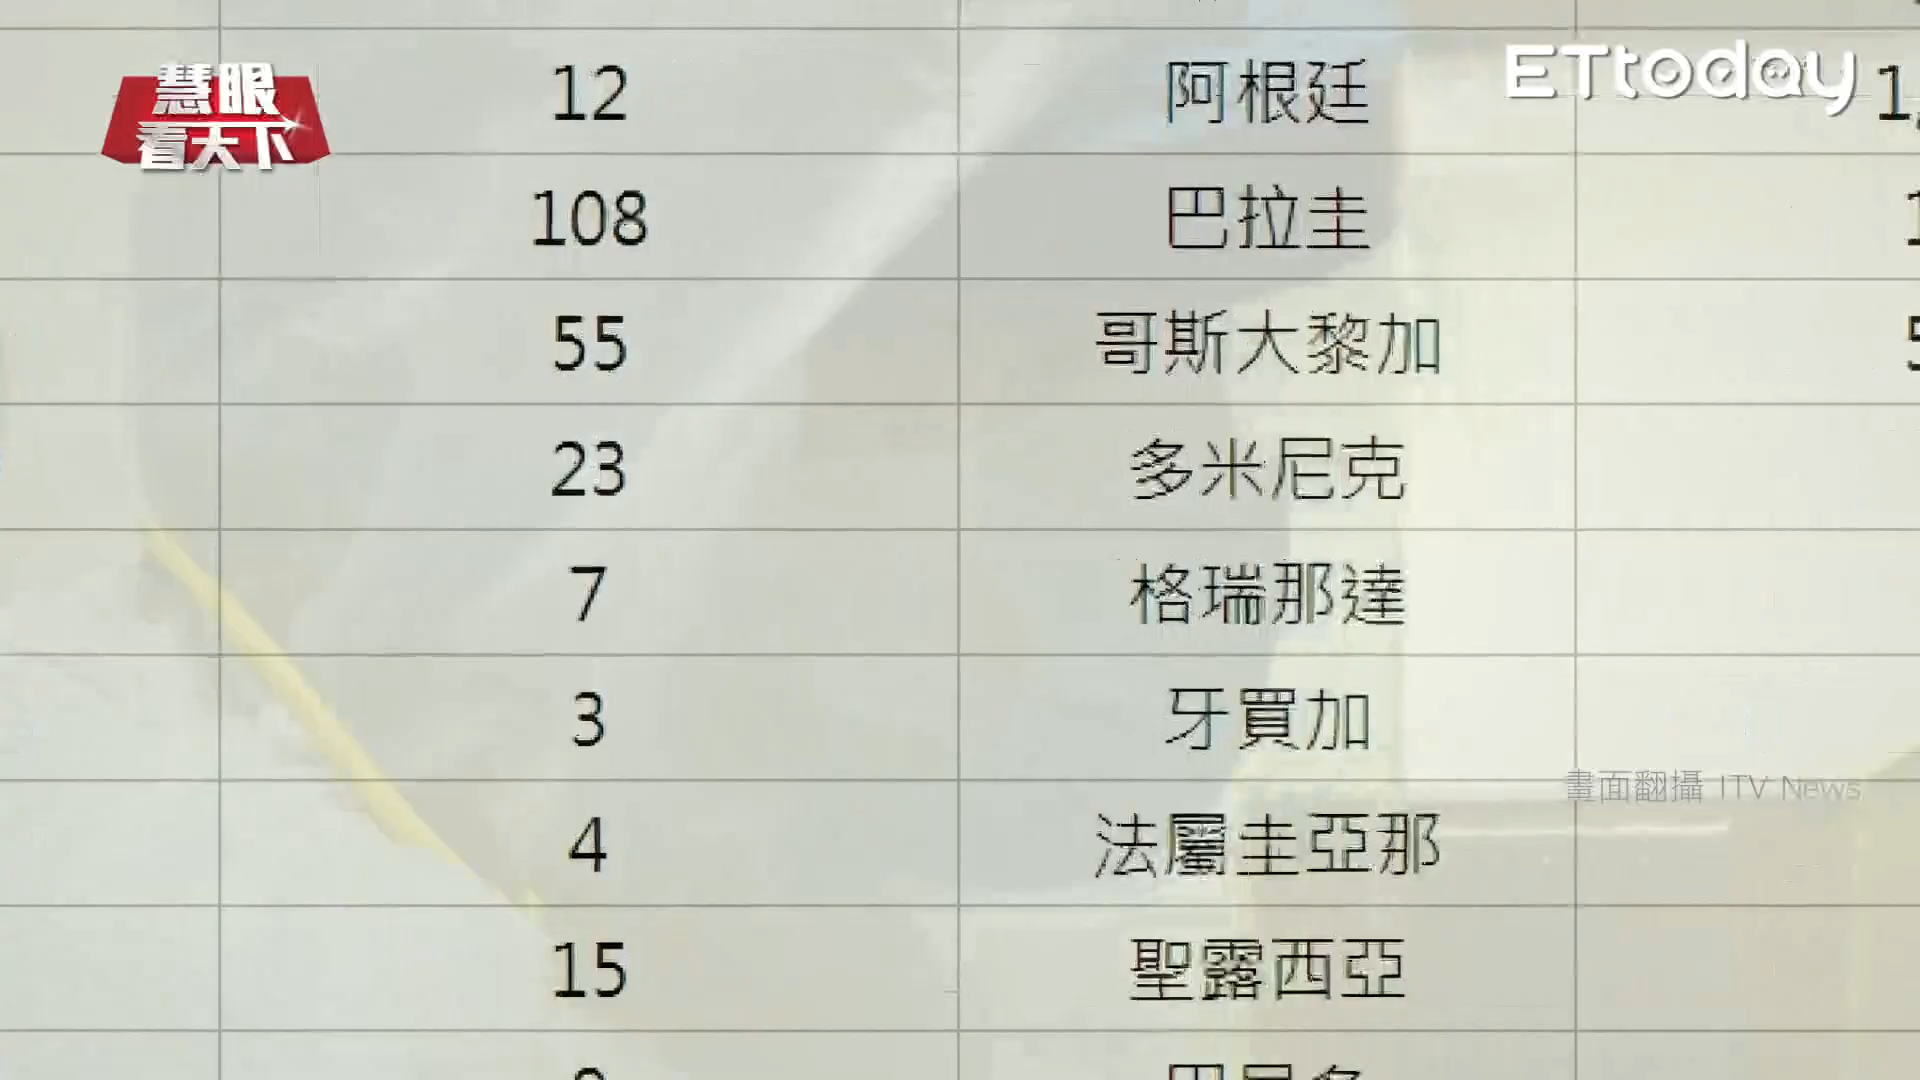 慧眼
看天下
ETtoday
12 阿根廷
108 巴拉圭
55 哥斯大黎加
23 多米尼克
7 格瑞那達
3 牙買加
4 法屬圭亞那
15 聖露西亞
畫面翻攝 ITV News